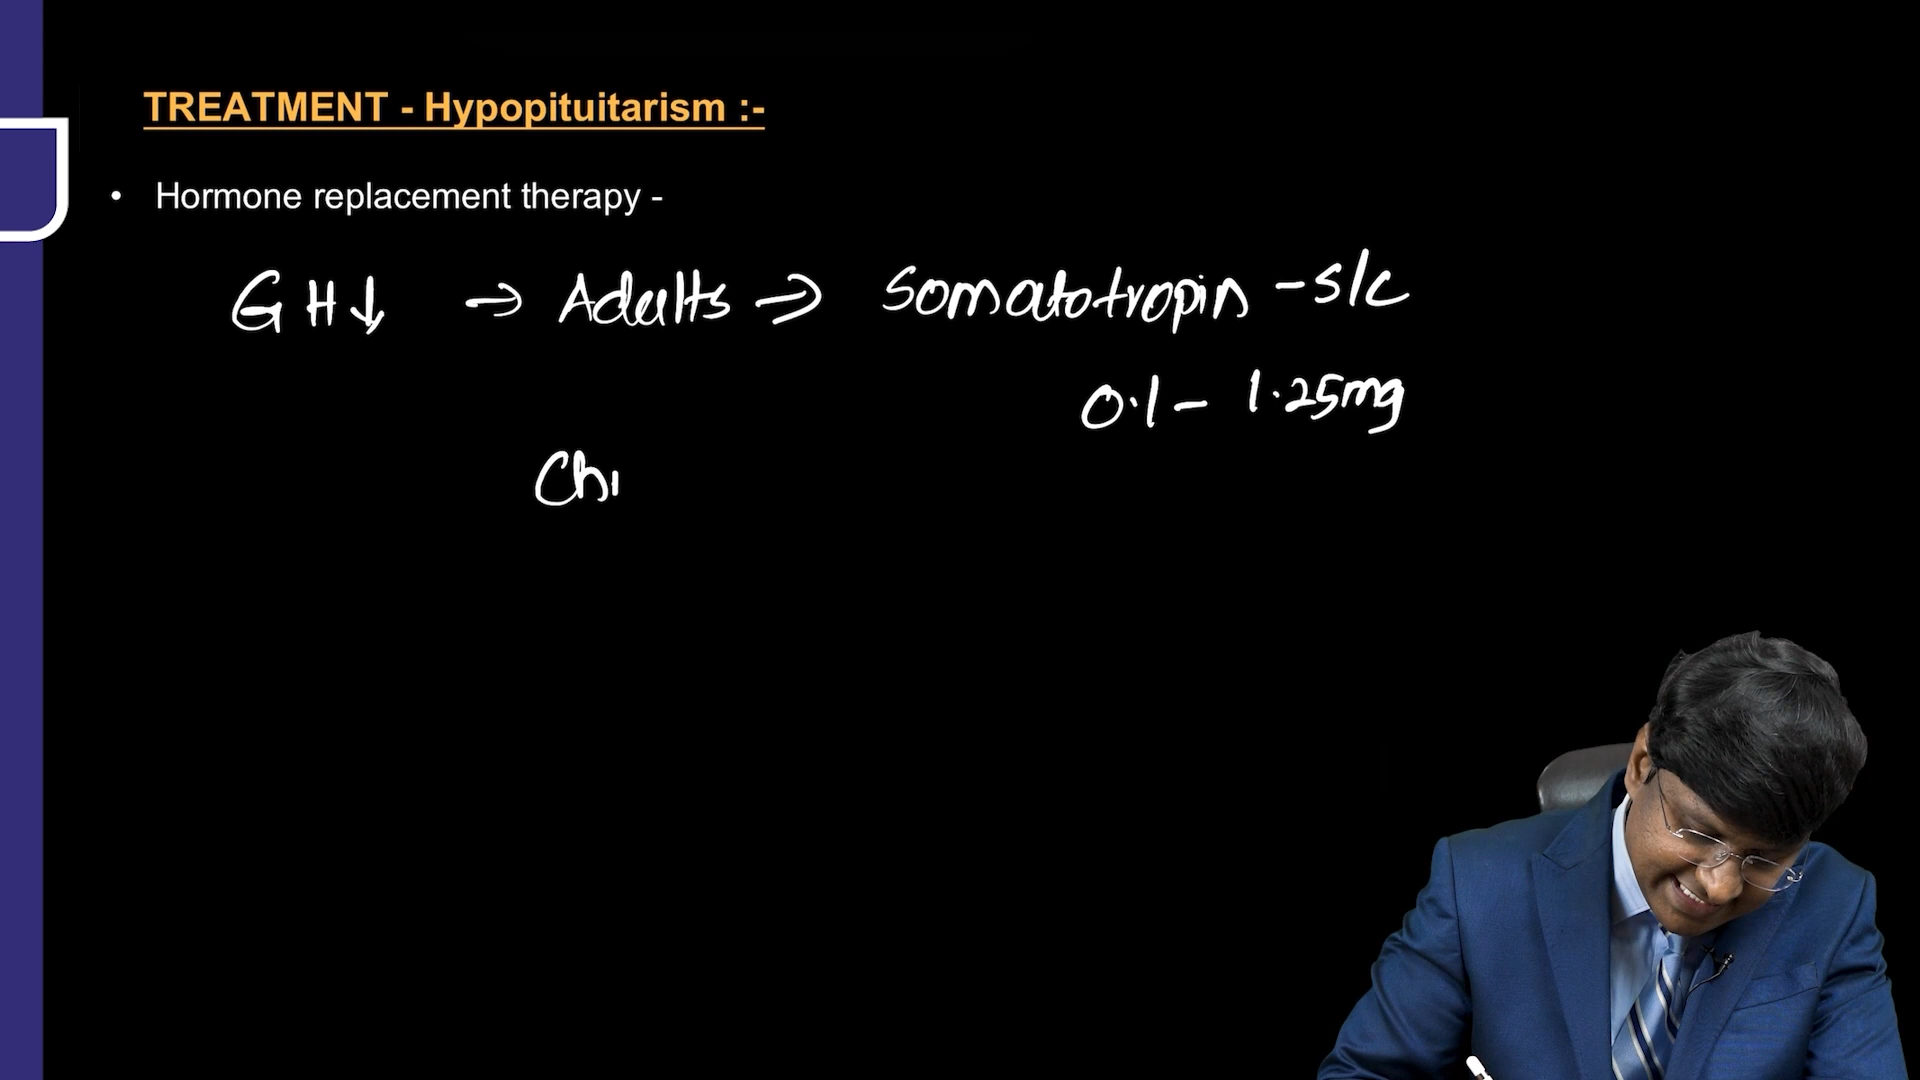 TREATMENT - Hypopituitarism :-
• Hormone replacement therapy -
GH↓ → Adults → Somatotropin - s/c
0.1 - 1.25mg
Chi